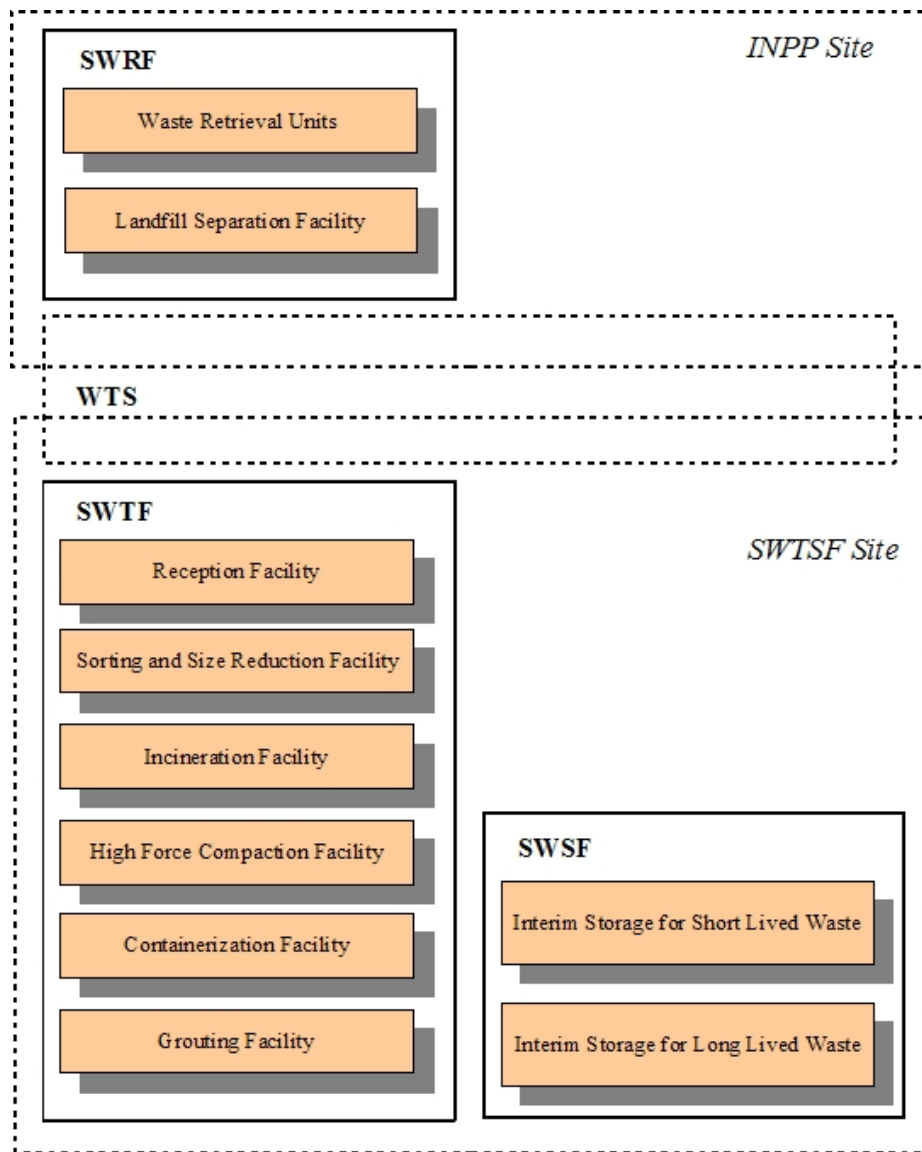 INPP Site
SWRF
Waste Retrieval Units
Landfill Separation Facility
WTS
SWTF
SWTSF Site
Reception Facility
Sorting and Size Reduction Facility
Incineration Facility
High Force Compaction Facility
Containerization Facility
Grouting Facility
SWSF
Interim Storage for Short Lived Waste
Interim Storage for Long Lived Waste